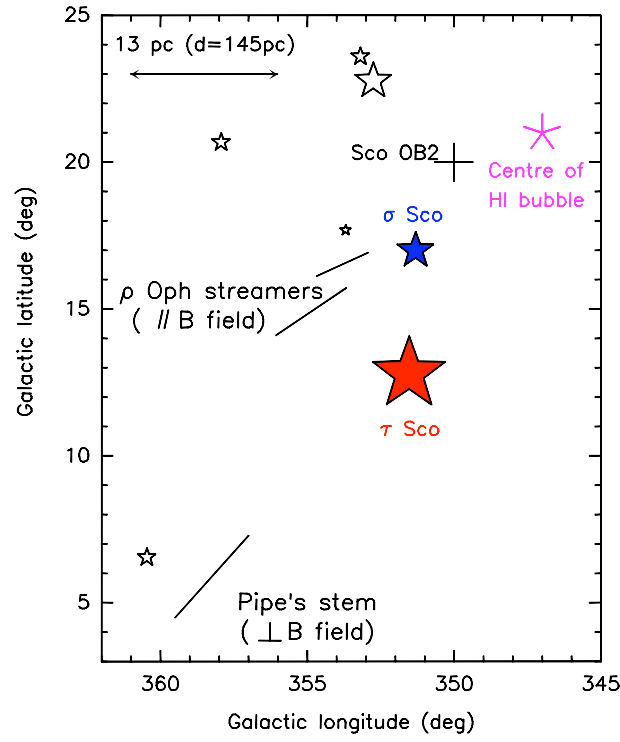 25
13 pc (d=145pc)
20
Sco OB2
Centre of
HI bubble
σ Sco
ρ Oph streamers
( // B field)
15
τ Sco
10
Pipe's stem
( ⊥ B field)
5
360 355 350 345
Galactic longitude (deg)
Galactic latitude (deg)